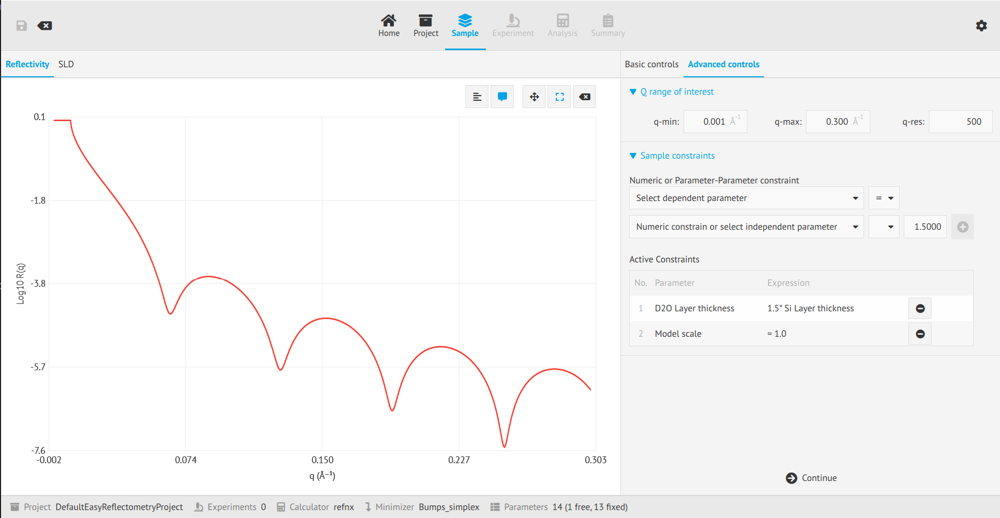 Home Project Sample Experiment Analysis Summary
Reflectivity SLD
Basic controls Advanced controls
Q range of interest
q-min: 0.001 Å⁻¹ q-max: 0.300 Å⁻¹ q-res: 500
Sample constraints
Numeric or Parameter-Parameter constraint
Select dependent parameter =
Numeric constrain or select independent parameter 1.5000
Active Constraints
No. Parameter Expression
1 D2O Layer thickness 1.5* Si Layer thickness
2 Model scale = 1.0
Continue
0.1
-1.8
-3.8
-5.7
-7.6
Log10 R(q)
-0.002 0.074 0.150 0.227 0.303
q (Å⁻¹)
Project DefaultEasyReflectometryProject Experiments 0 Calculator refnx Minimizer Bumps_simplex Parameters 14 (1 free, 13 fixed)